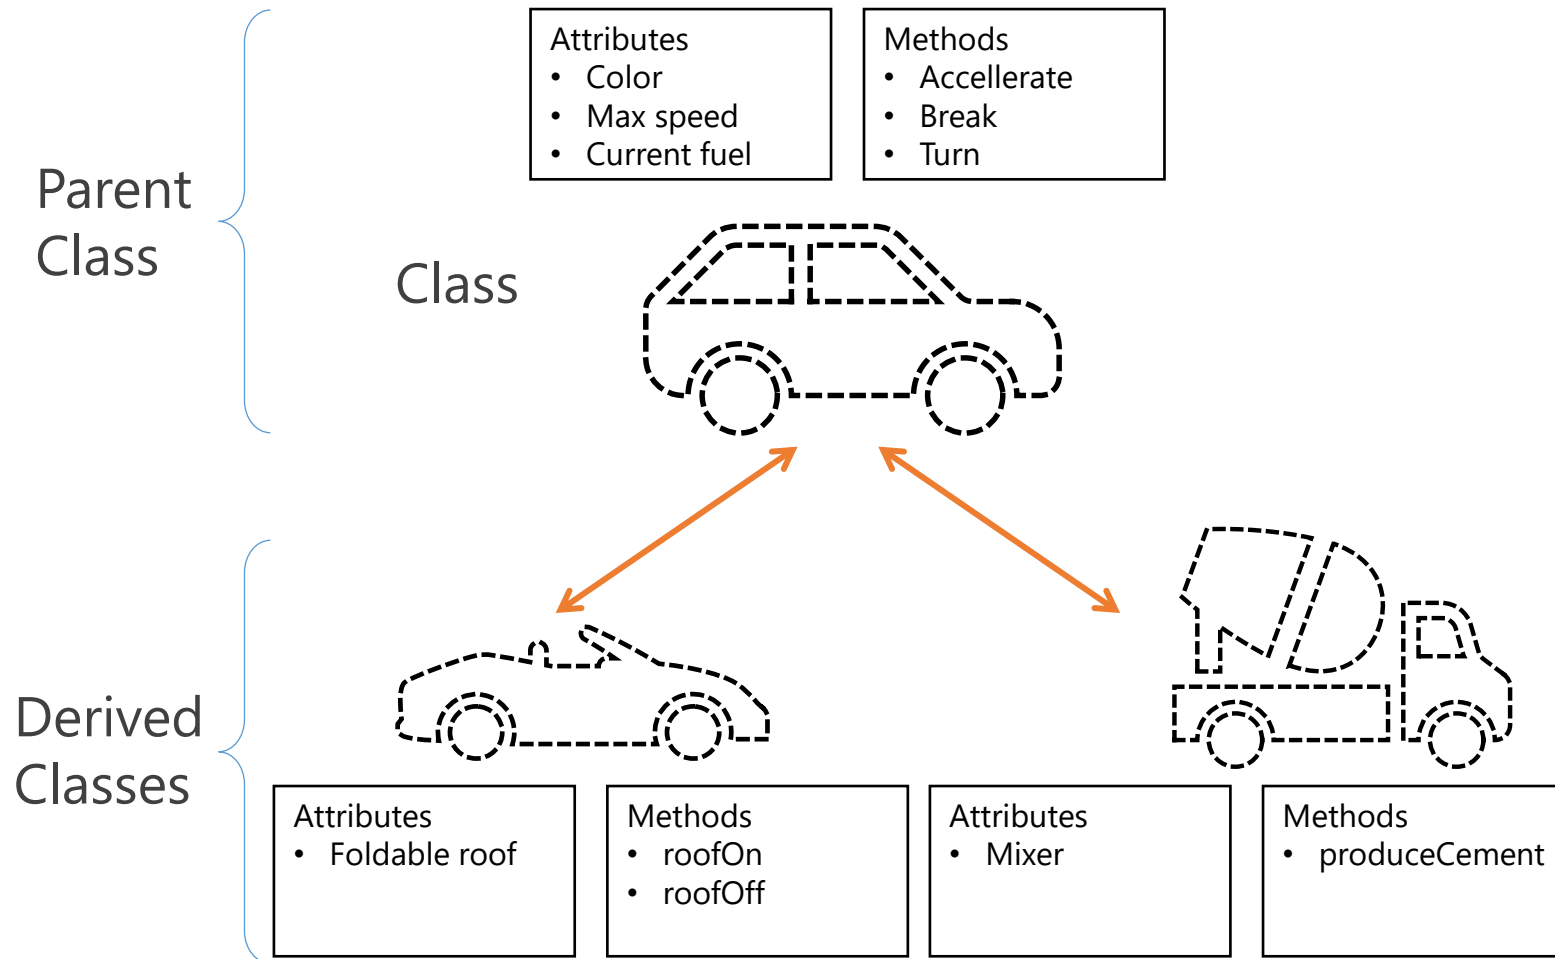 Parent
Class
Attributes
• Color
• Max speed
• Current fuel
Methods
• Accellerate
• Break
• Turn
Class
Derived
Classes
Attributes
• Foldable roof
Methods
• roofOn
• roofOff
Attributes
• Mixer
Methods
• produceCement